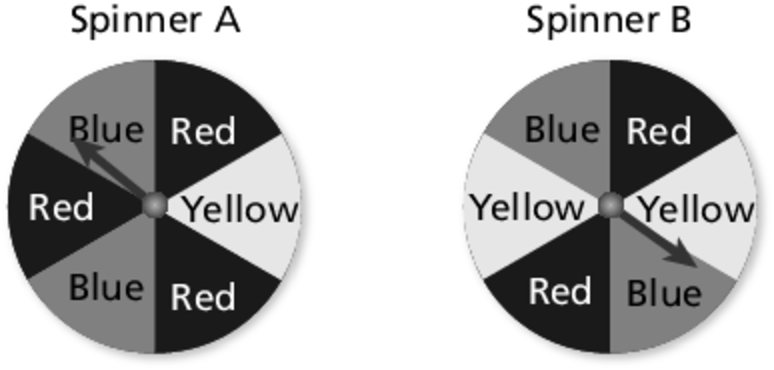 Spinner A
Blue
Red
Red
Yellow
Blue
Red
Spinner B
Blue
Red
Yellow
Yellow
Red
Blue